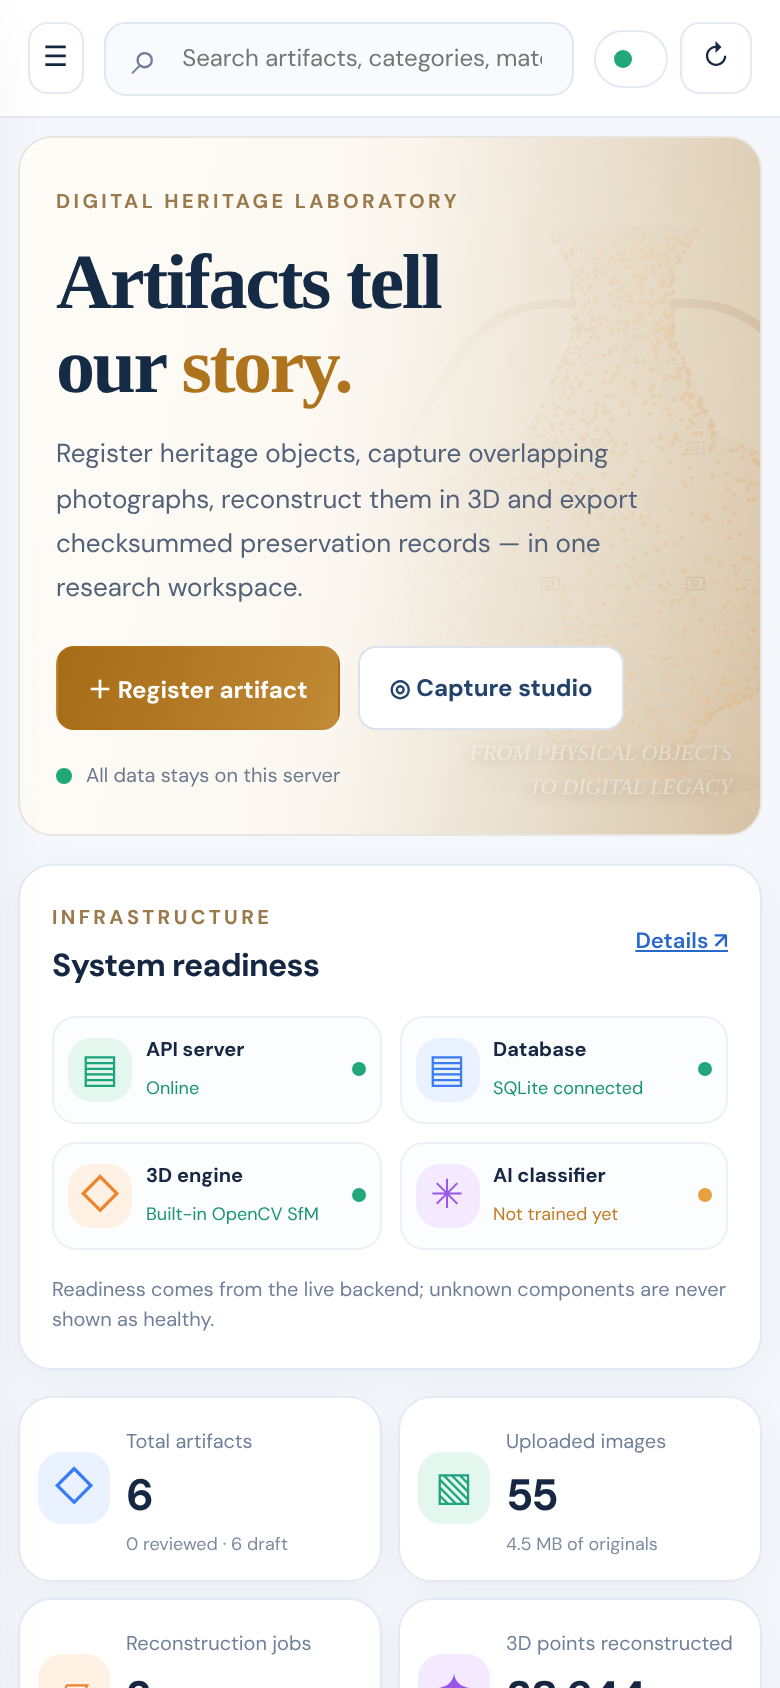 Search artifacts, categories, mat
DIGITAL HERITAGE LABORATORY
Artifacts tell
our story.
Register heritage objects, capture overlapping
photographs, reconstruct them in 3D and export
checksummed preservation records — in one
research workspace.
+ Register artifact
◎ Capture studio
FROM PHYSICAL OBJECTS
TO DIGITAL LEGACY
All data stays on this server
INFRASTRUCTURE
System readiness
Details ↗
API server
Online
Database
SQLite connected
3D engine
Built-in OpenCV SfM
AI classifier
Not trained yet
Readiness comes from the live backend; unknown components are never
shown as healthy.
Total artifacts
6
0 reviewed · 6 draft
Uploaded images
55
4.5 MB of originals
Reconstruction jobs
3D points reconstructed